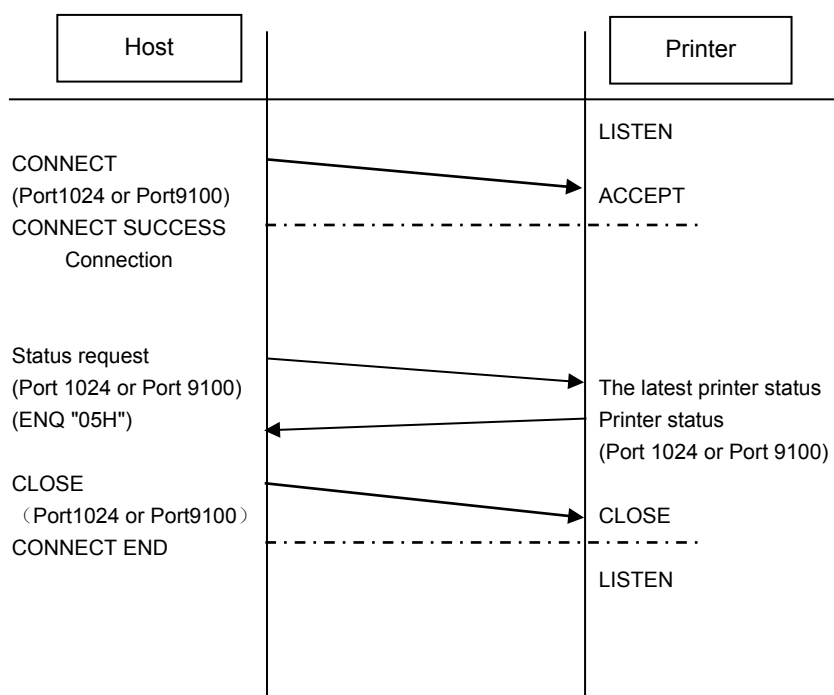 Host
Printer
LISTEN
CONNECT
(Port1024 or Port9100)
ACCEPT
CONNECT SUCCESS
Connection
Status request
(Port 1024 or Port 9100)
The latest printer status
(ENQ "05H")
Printer status
(Port 1024 or Port 9100)
CLOSE
（Port1024 or Port9100）
CLOSE
CONNECT END
LISTEN